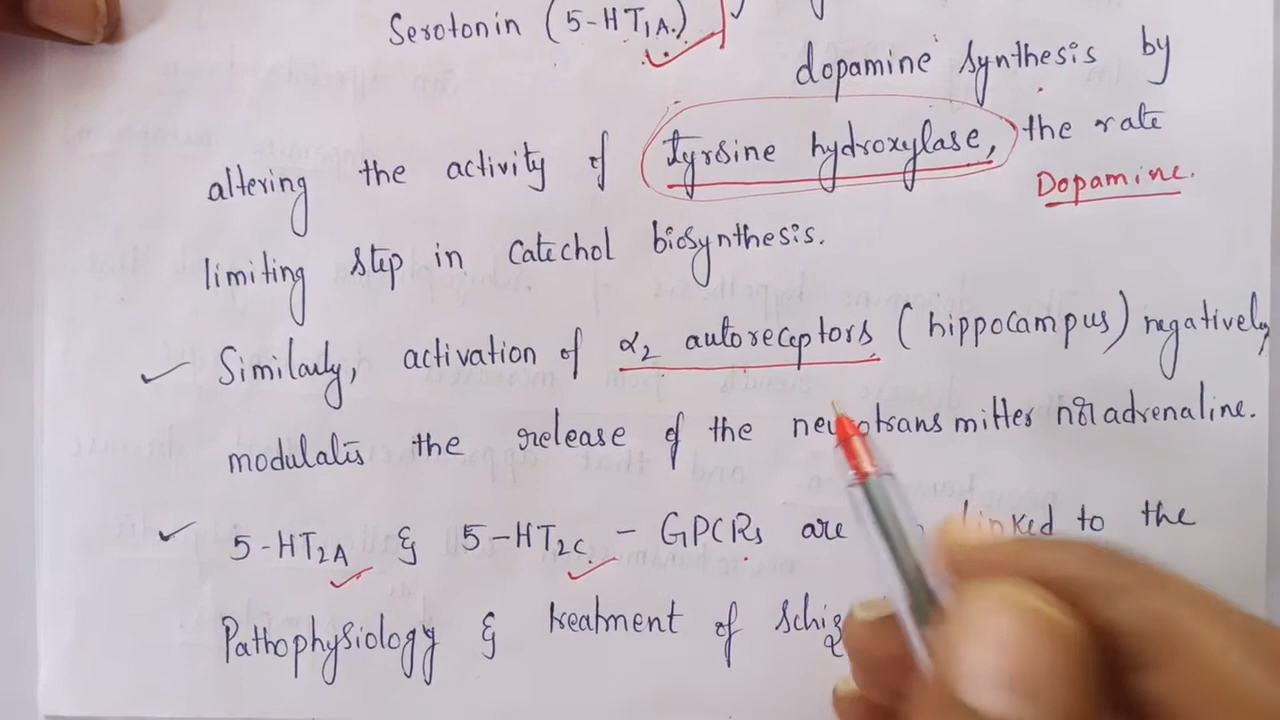 Serotonin (5-HT1A.)
dopamine synthesis by
altering the activity of tyrosine hydroxylase, the rate
Dopamine.
limiting step in catechol biosynthesis.
Similarly, activation of α2 autoreceptors (hippocampus) negatively
modulates the release of the neurotransmitter noradrenaline.
5-HT2A & 5-HT2C - GPCRs are linked to the
Pathophysiology & treatment of